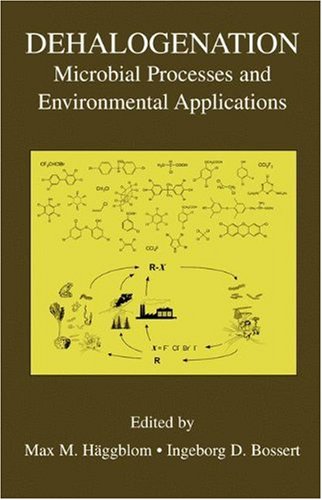 DEHALOGENATION
Microbial Processes and
Environmental Applications
R-X
X = F⁻ Cl⁻ Br⁻ I⁻
R
Edited by
Max M. Häggblom · Ingeborg D. Bossert